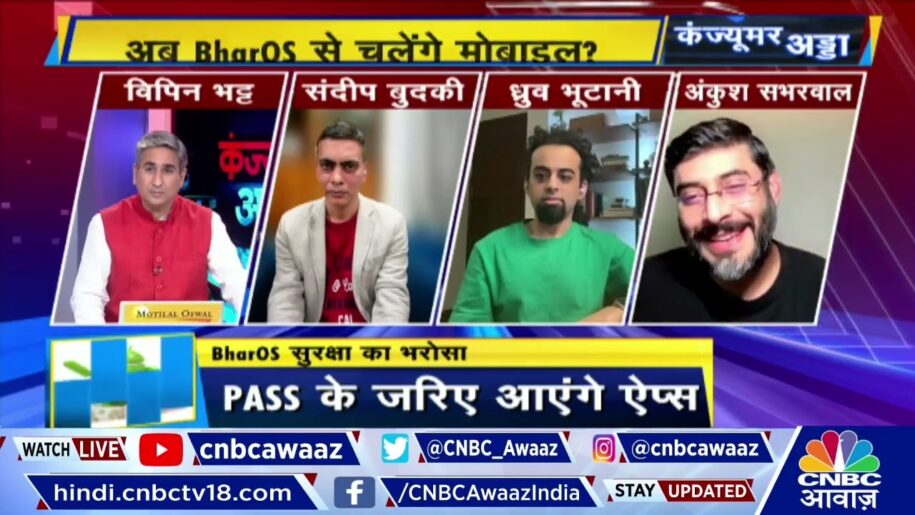 अब BharOS से चलेंगे मोबाइल?
कंज्यूमर अड्डा
विपिन भट्ट
संदीप बुदकी
ध्रुव भूटानी
अंकुश सभरवाल
MOTILAL OSWAL
CAL
BharOS सुरक्षा का भरोसा
PASS के जरिए आएंगे ऐप्स
WATCH LIVE
cnbcawaaz
@CNBC_Awaaz
@cnbcawaaz
hindi.cnbctv18.com
/CNBCAwaazIndia
STAY UPDATED
CNBC
आवाज़